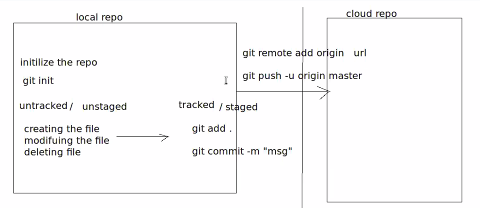 local repo
cloud repo
initilize the repo
git init
git remote add origin url
git push -u origin master
untracked / unstaged
tracked / staged
creating the file
modifuing the file
deleting file
git add .
git commit -m "msg"